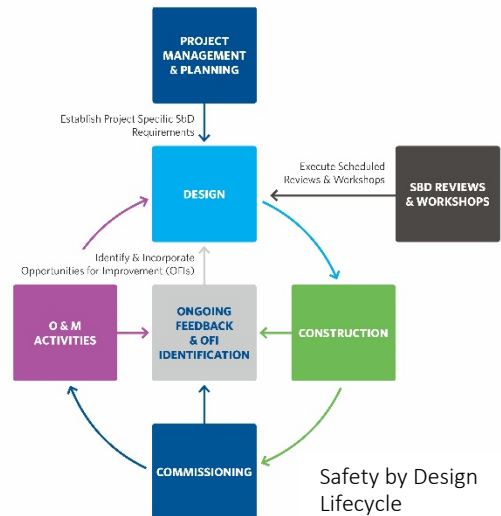 PROJECT
MANAGEMENT
& PLANNING
Establish Project Specific SbD
Requirements
DESIGN
Execute Scheduled
Reviews & Workshops
SBD REVIEWS
& WORKSHOPS
Identify & Incorporate
Opportunities for Improvement (OFIs)
O & M
ACTIVITIES
ONGOING
FEEDBACK
& OFI
IDENTIFICATION
CONSTRUCTION
COMMISSIONING
Safety by Design
Lifecycle